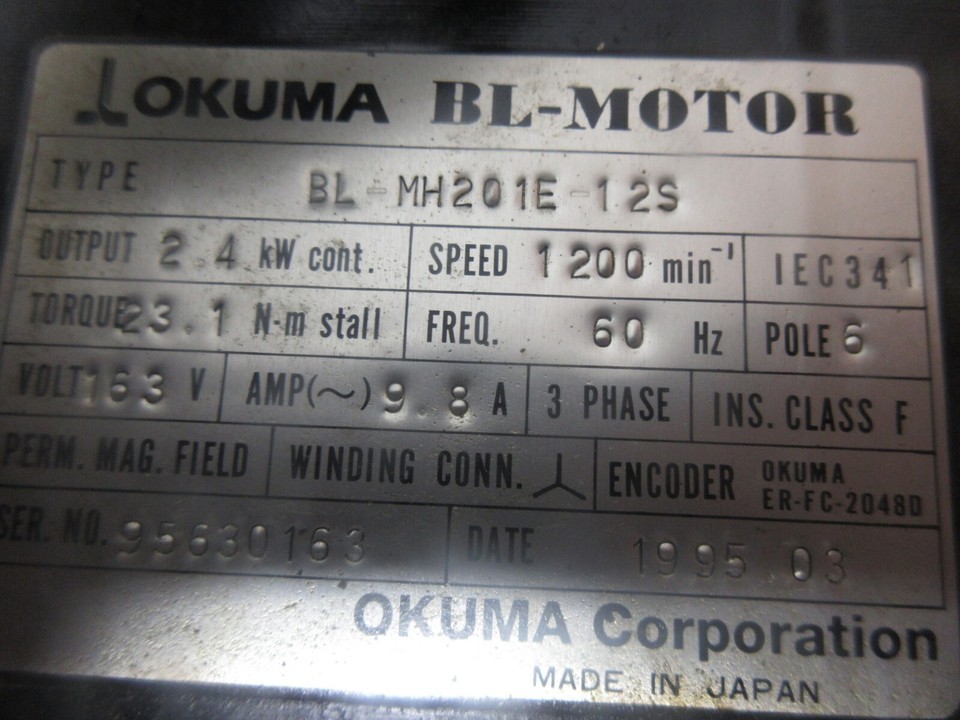 OKUMA BL-MOTOR
TYPE BL-MH201E-12S
OUTPUT 2.4 kW cont. SPEED 1200 min⁻¹ IEC341
TORQUE 23.1 N-m stall FREQ. 60 Hz POLE 6
VOLT 163 V AMP(~) 9.8 A 3 PHASE INS. CLASS F
PERM. MAG. FIELD WINDING CONN. ENCODER OKUMA
ER-FC-2048D
SER. NO. 95630163 DATE 1995 03
OKUMA Corporation
MADE IN JAPAN